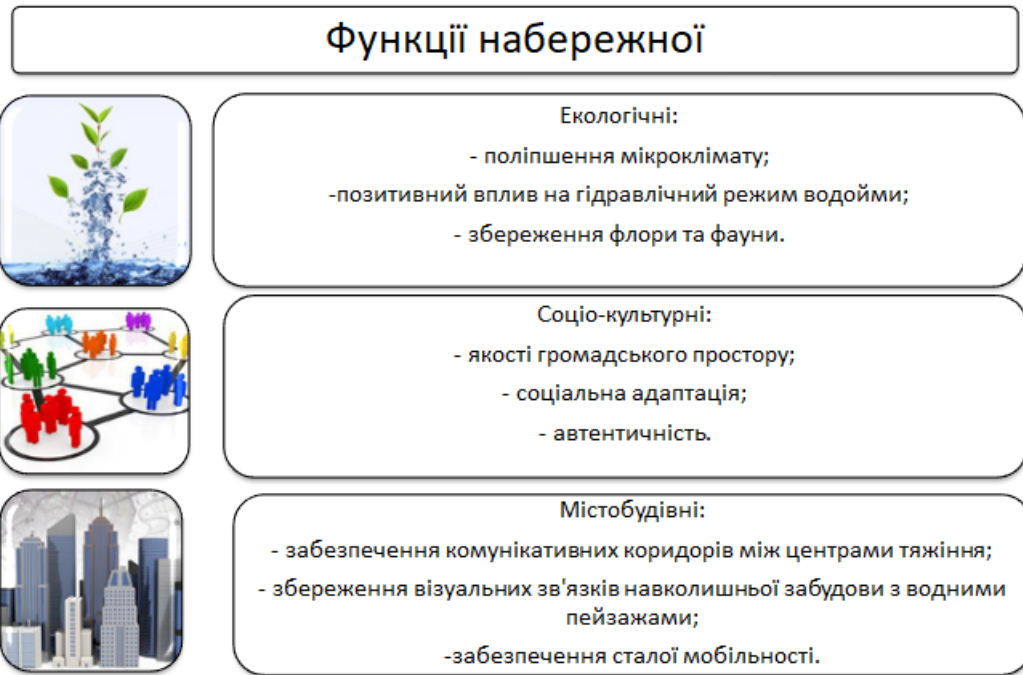 Функції набережної
Екологічні:
- поліпшення мікроклімату;
-позитивний вплив на гідравлічний режим водойми;
- збереження флори та фауни.
Соціо-культурні:
- якості громадського простору;
- соціальна адаптація;
- автентичність.
Містобудівні:
- забезпечення комунікативних коридорів між центрами тяжіння;
- збереження візуальних зв'язків навколишньої забудови з водними
пейзажами;
-забезпечення сталої мобільності.